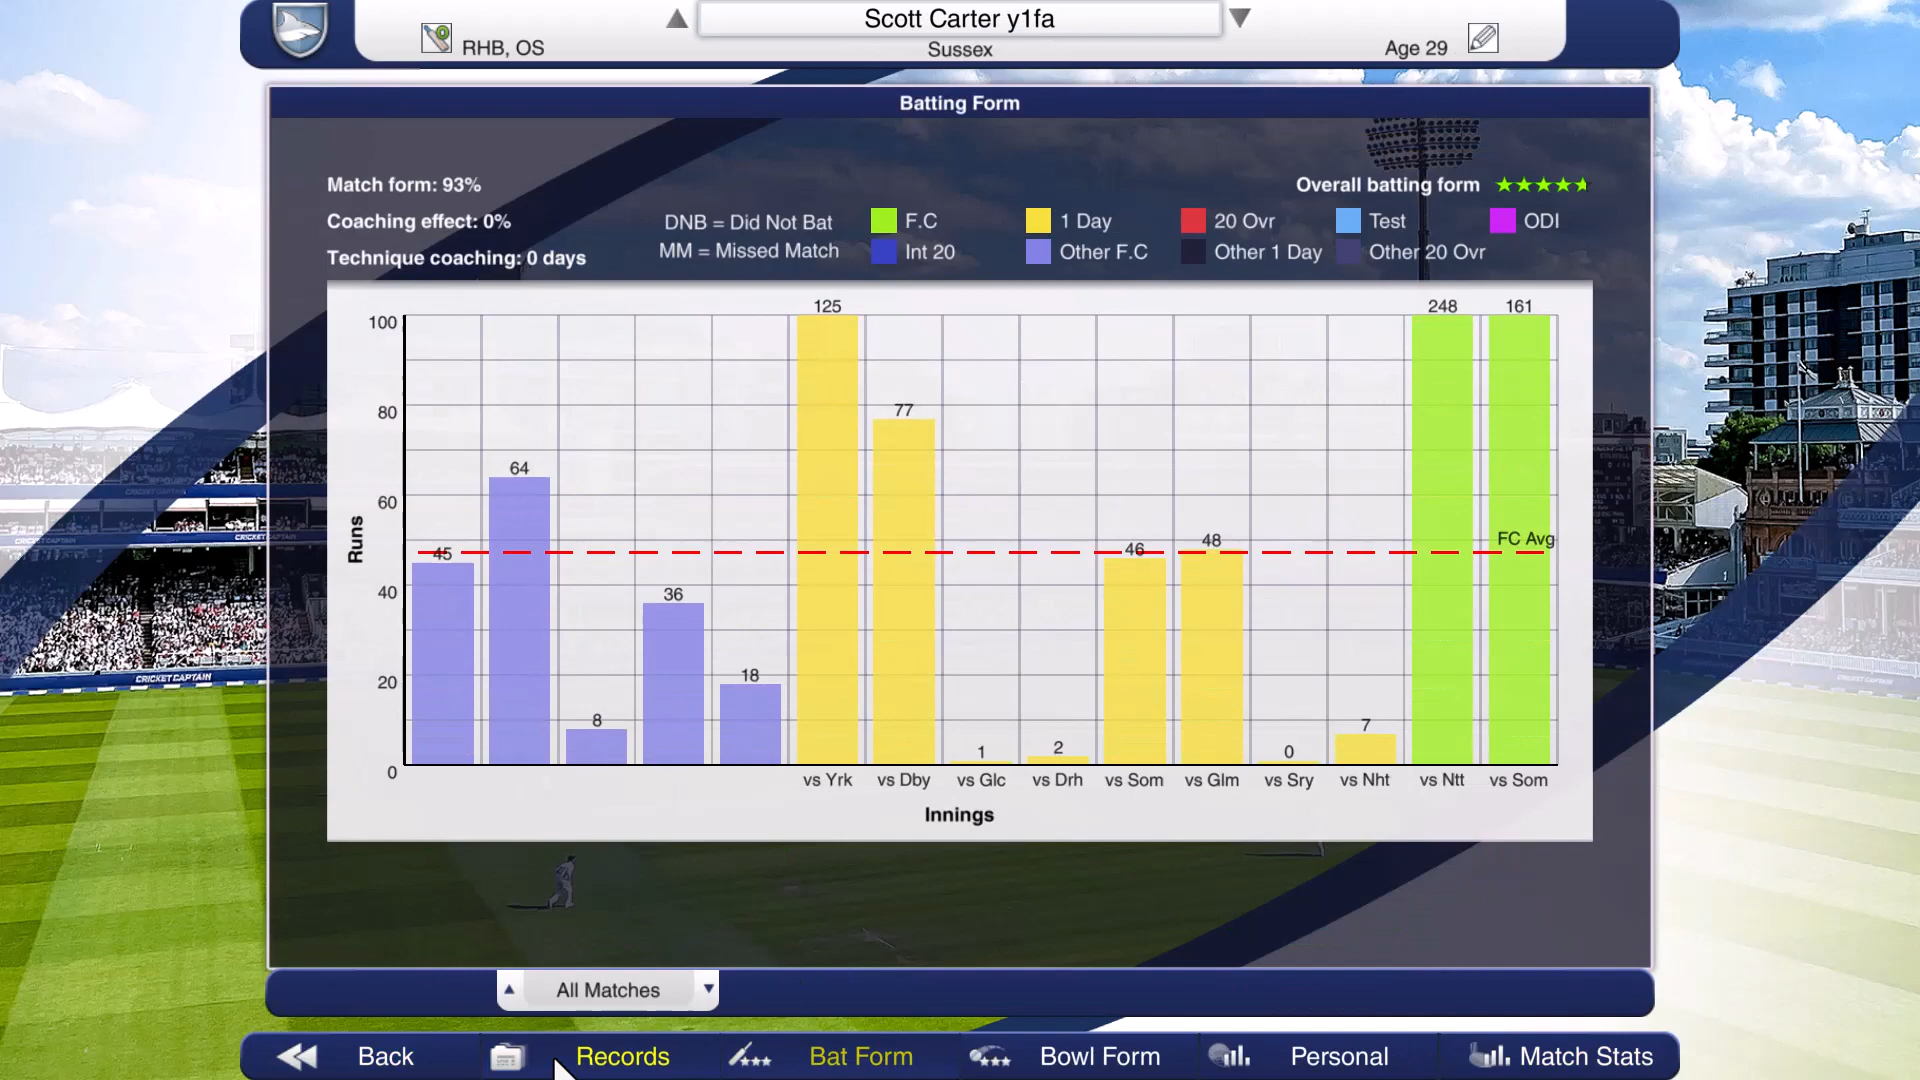 Scott Carter y1fa
RHB, OS
Sussex
Age 29
Batting Form
Match form: 93%
Overall batting form
Coaching effect: 0%
DNB = Did Not Bat
F.C
1 Day
20 Ovr
Test
ODI
Technique coaching: 0 days
MM = Missed Match
Int 20
Other F.C
Other 1 Day
Other 20 Ovr
125
248
161
100
77
80
64
60
Runs
45
46
48
FC Avg
40
36
20
18
8
1
2
0
7
0
vs Yrk
vs Dby
vs Glc
vs Drh
vs Som
vs Glm
vs Sry
vs Nht
vs Ntt
vs Som
Innings
CRICKET CAPTAIN
CRICKET CAPTAIN
All Matches
Back
Records
Bat Form
Bowl Form
Personal
Match Stats